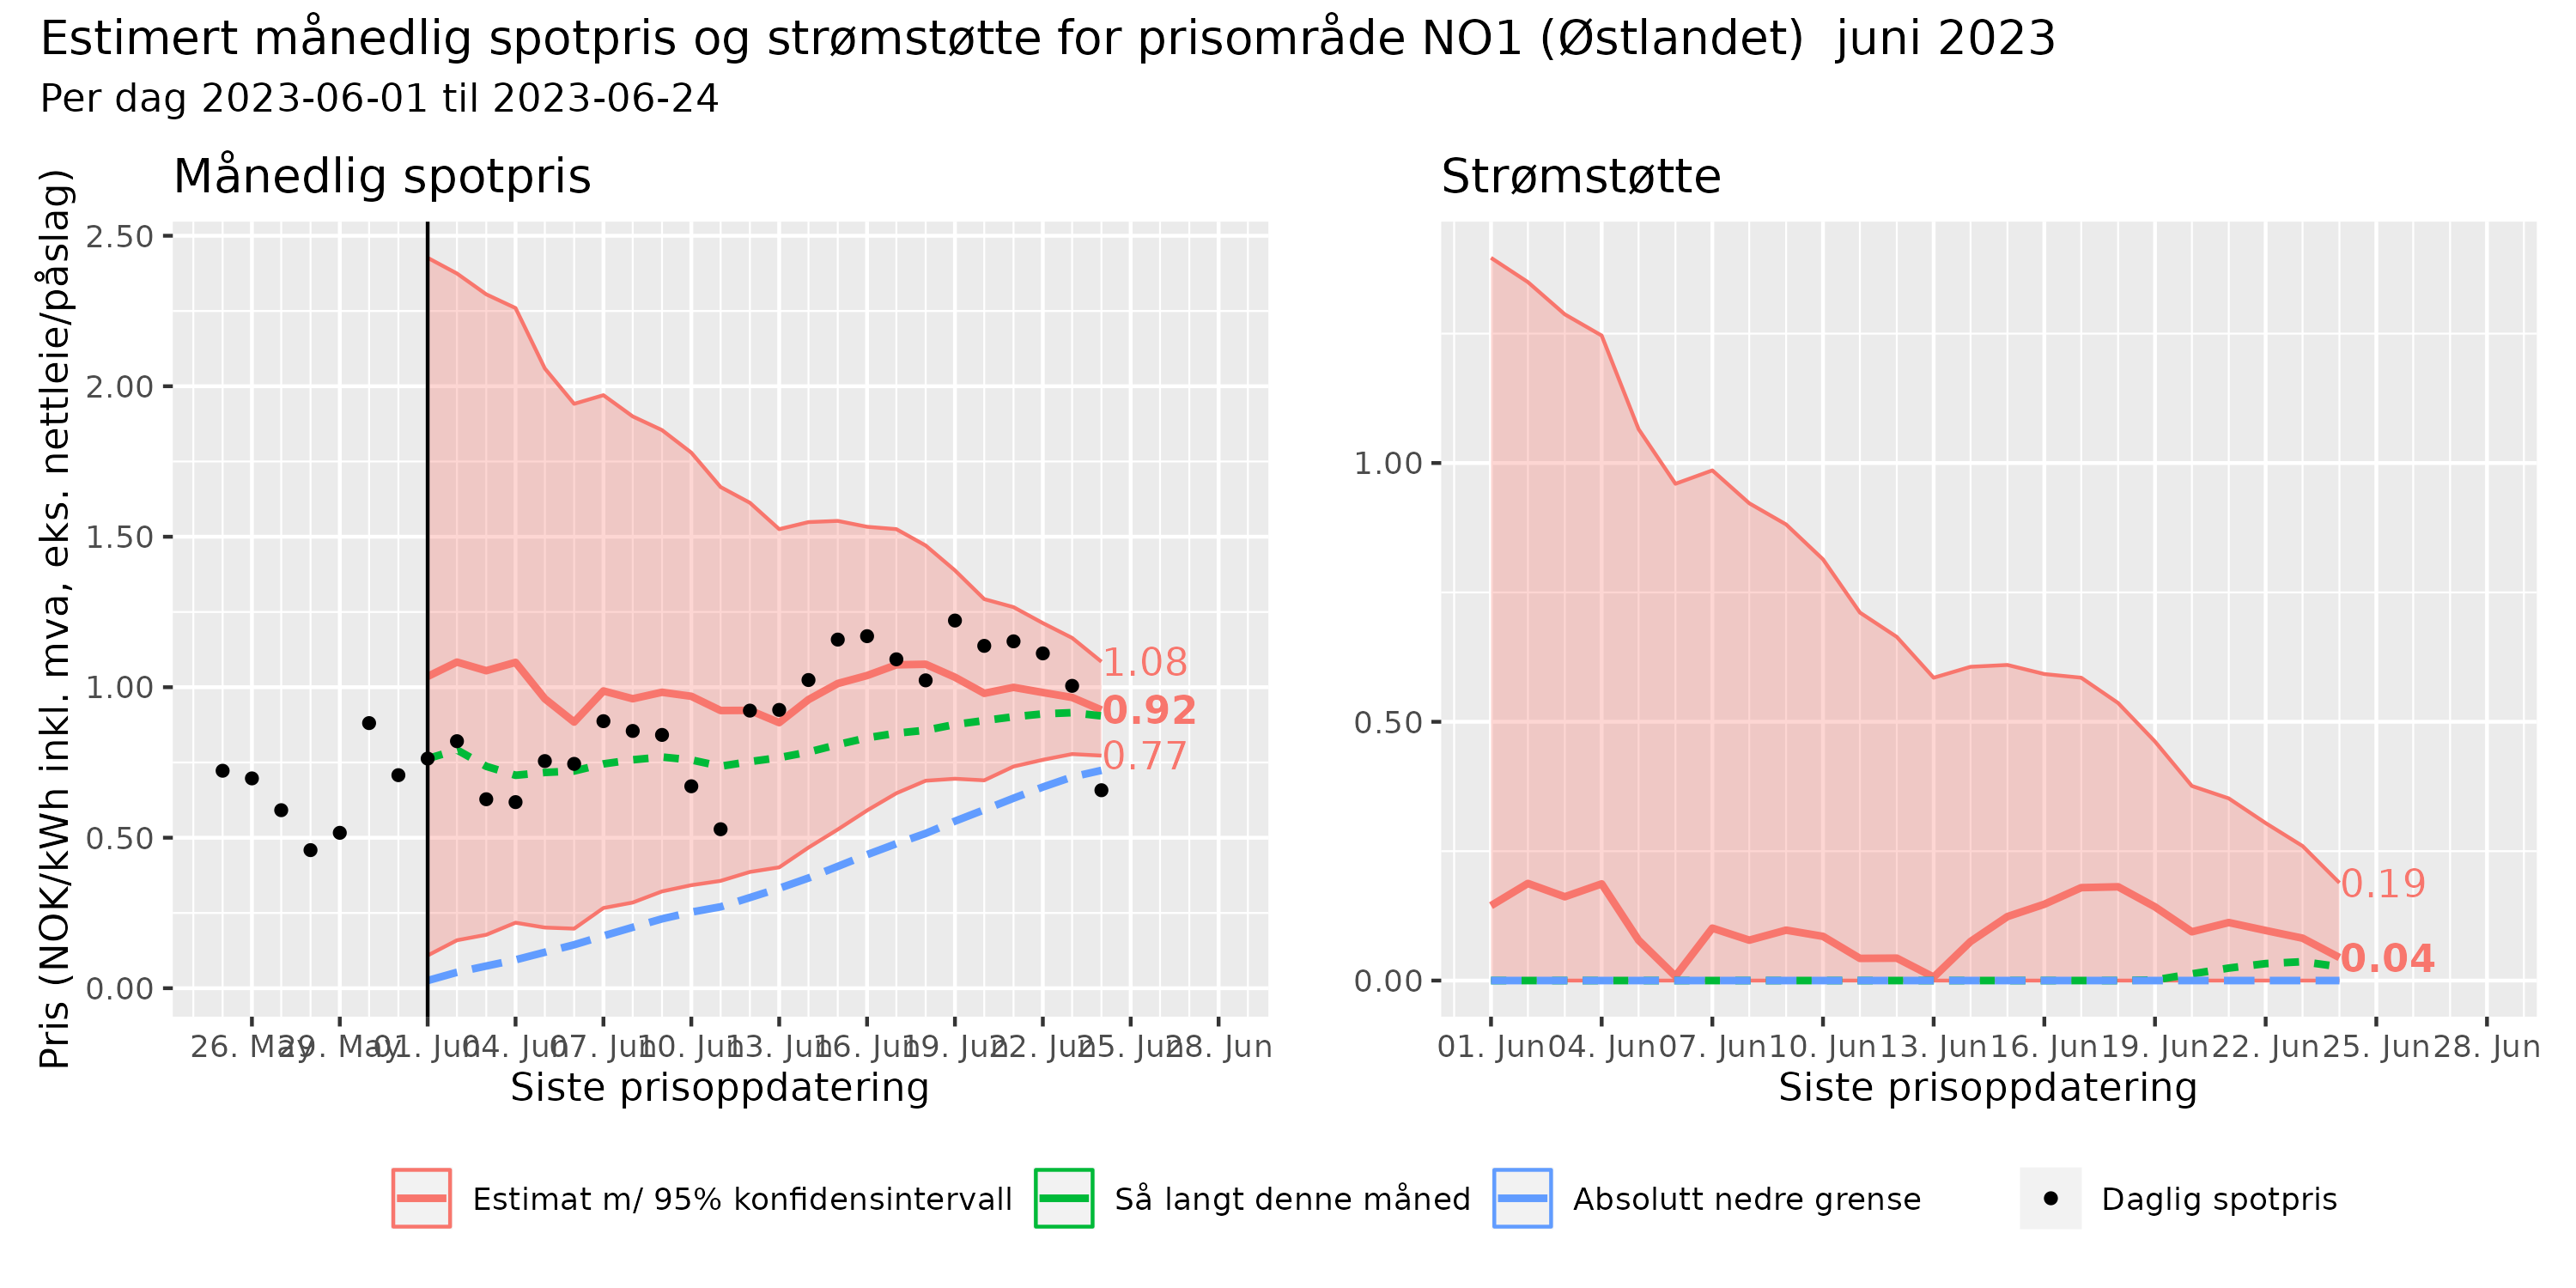 Estimert månedlig spotpris og strømstøtte for prisområde NO1 (Østlandet)  juni 2023
Per dag 2023-06-01 til 2023-06-24
Månedlig spotpris
Pris (NOK/kWh inkl. mva, eks. nettleie/påslag)
2.50
2.00
1.50
1.00
0.50
0.00
1.08
0.92
0.77
26. May 29. May 01. Jun 04. Jun 07. Jun 10. Jun 13. Jun 16. Jun 19. Jun 22. Jun 25. Jun 28. Jun
Siste prisoppdatering
Strømstøtte
1.00
0.50
0.00
0.19
0.04
01. Jun 04. Jun 07. Jun 10. Jun 13. Jun 16. Jun 19. Jun 22. Jun 25. Jun 28. Jun
Siste prisoppdatering
Estimat m/ 95% konfidensintervall
Så langt denne måned
Absolutt nedre grense
Daglig spotpris